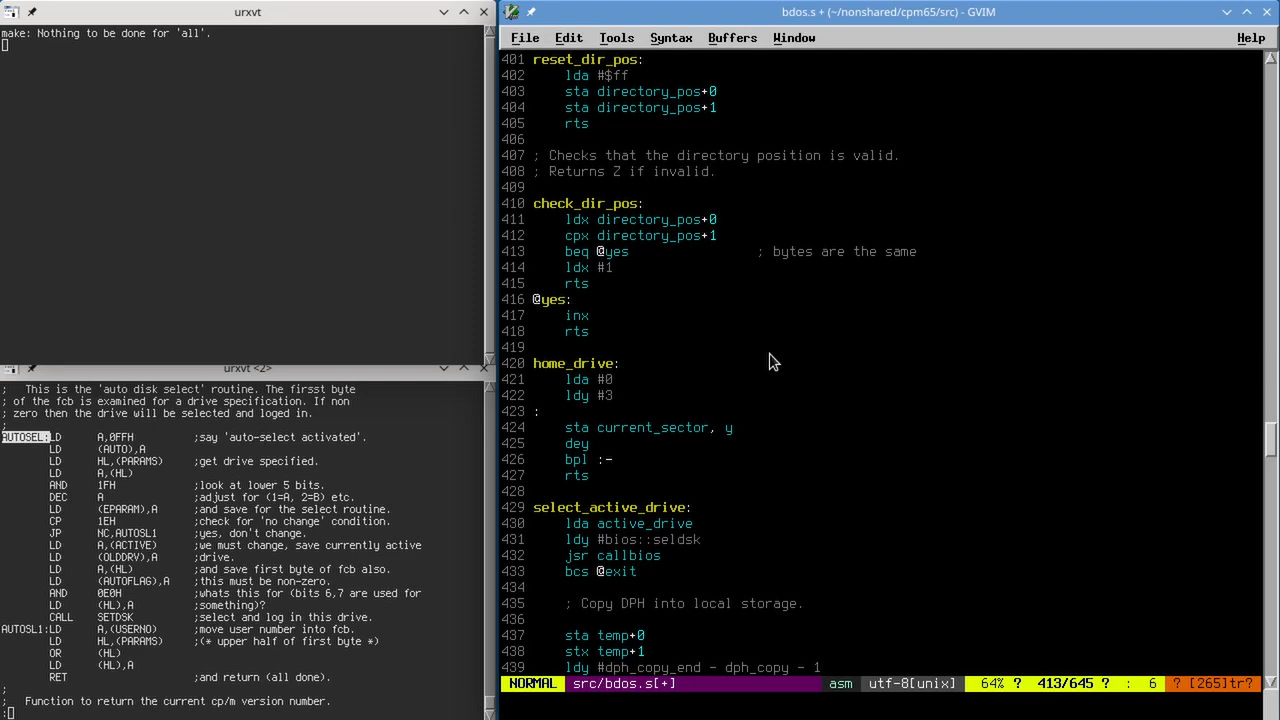 urxvt
make: Nothing to be done for 'all'.
urxvt <2>
;   This is the 'auto disk select' routine. The firsst byte
; of the fcb is examined for a drive specification. If non
; zero then the drive will be selected and loged in.
;
AUTOSEL:LD      A,0FFH          ;say 'auto-select activated'.
        LD      (AUTO),A
        LD      HL,(PARAMS)     ;get drive specified.
        LD      A,(HL)
        AND     1FH             ;look at lower 5 bits.
        DEC     A               ;adjust for (1=A, 2=B) etc.
        LD      (EPARAM),A      ;and save for the select routine.
        CP      1EH             ;check for 'no change' condition.
        JP      NC,AUTOSL1      ;yes, don't change.
        LD      A,(ACTIVE)      ;we must change, save currently active
        LD      (OLDDRV),A      ;drive.
        LD      A,(HL)          ;and save first byte of fcb also.
        LD      (AUTOFLAG),A    ;this must be non-zero.
        AND     0E0H            ;whats this for (bits 6,7 are used for
        LD      (HL),A          ;something)?
        CALL    SETDSK          ;select and log in this drive.
AUTOSL1:LD      A,(USERNO)      ;move user number into fcb.
        LD      HL,(PARAMS)     ;(* upper half of first byte *)
        OR      (HL)
        LD      (HL),A
        RET                     ;and return (all done).
;
;   Function to return the current cp/m version number.
:
bdos.s + (~/nonshared/cpm65/src) - GVIM
File Edit Tools Syntax Buffers Window Help
401 reset_dir_pos:
402     lda #$ff
403     sta directory_pos+0
404     sta directory_pos+1
405     rts
406
407 ; Checks that the directory position is valid.
408 ; Returns Z if invalid.
409
410 check_dir_pos:
411     ldx directory_pos+0
412     cpx directory_pos+1
413     beq @yes                ; bytes are the same
414     ldx #1
415     rts
416 @yes:
417     inx
418     rts
419
420 home_drive:
421     lda #0
422     ldy #3
423 :
424     sta current_sector, y
425     dey
426     bpl :-
427     rts
428
429 select_active_drive:
430     lda active_drive
431     ldy #bios::seldsk
432     jsr callbios
433     bcs @exit
434
435     ; Copy DPH into local storage.
436
437     sta temp+0
438     stx temp+1
439     ldy #dph_copy_end - dph_copy - 1
NORMAL src/bdos.s[+] asm utf-8[unix] 64% ? 413/645 ? : 6 ? [265]tr?